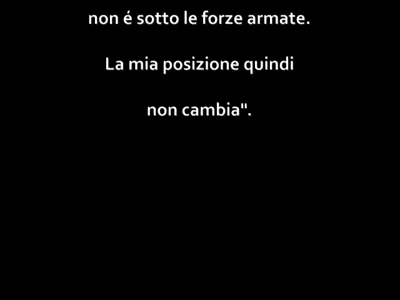 non é sotto le forze armate.
La mia posizione quindi
non cambia".